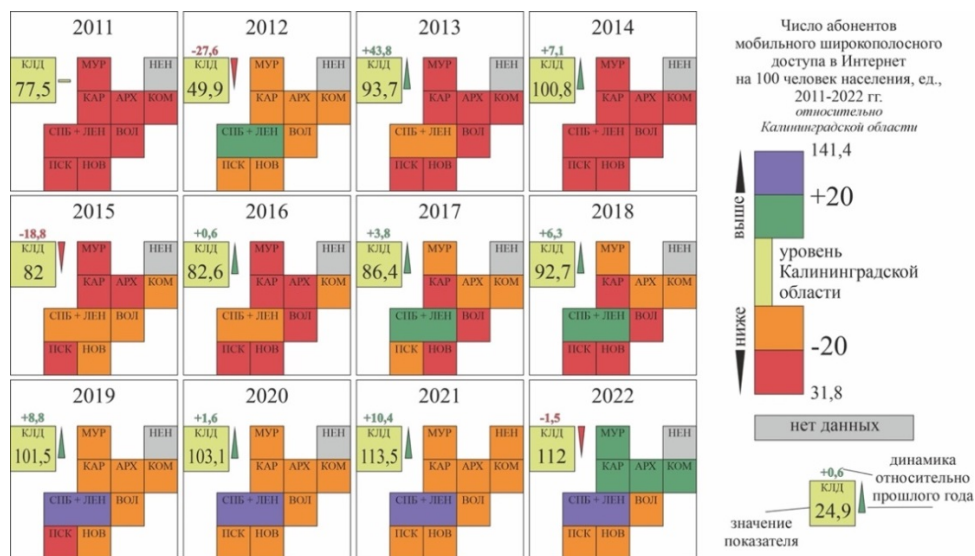 2011
КЛД
77,5
МУР
НЕН
КАР
АРХ
КОМ
СПБ + ЛЕН
ВОЛ
ПСК
НОВ
2012
-27,6
КЛД
49,9
МУР
НЕН
КАР
АРХ
КОМ
СПБ + ЛЕН
ВОЛ
ПСК
НОВ
2013
+43,8
КЛД
93,7
МУР
НЕН
КАР
АРХ
КОМ
СПБ + ЛЕН
ВОЛ
ПСК
НОВ
2014
+7,1
КЛД
100,8
МУР
НЕН
КАР
АРХ
КОМ
СПБ + ЛЕН
ВОЛ
ПСК
НОВ
2015
-18,8
КЛД
82
МУР
НЕН
КАР
АРХ
КОМ
СПБ + ЛЕН
ВОЛ
ПСК
НОВ
2016
+0,6
КЛД
82,6
МУР
НЕН
КАР
АРХ
КОМ
СПБ + ЛЕН
ВОЛ
ПСК
НОВ
2017
+3,8
КЛД
86,4
МУР
НЕН
КАР
АРХ
КОМ
СПБ + ЛЕН
ВОЛ
ПСК
НОВ
2018
+6,3
КЛД
92,7
МУР
НЕН
КАР
АРХ
КОМ
СПБ + ЛЕН
ВОЛ
ПСК
НОВ
2019
+8,8
КЛД
101,5
МУР
НЕН
КАР
АРХ
КОМ
СПБ + ЛЕН
ВОЛ
ПСК
НОВ
2020
+1,6
КЛД
103,1
МУР
НЕН
КАР
АРХ
КОМ
СПБ + ЛЕН
ВОЛ
ПСК
НОВ
2021
+10,4
КЛД
113,5
МУР
НЕН
КАР
АРХ
КОМ
СПБ + ЛЕН
ВОЛ
ПСК
НОВ
2022
-1,5
КЛД
112
МУР
НЕН
КАР
АРХ
КОМ
СПБ + ЛЕН
ВОЛ
ПСК
НОВ
Число абонентов
мобильного широкополосного
доступа в Интернет
на 100 человек населения, ед.,
2011-2022 гг.
относительно
Калининградской области
141,4
выше
+20
уровень
Калининградской
области
ниже
-20
31,8
нет данных
+0,6
КЛД
24,9
динамика
относительно
прошлого года
значение
показателя